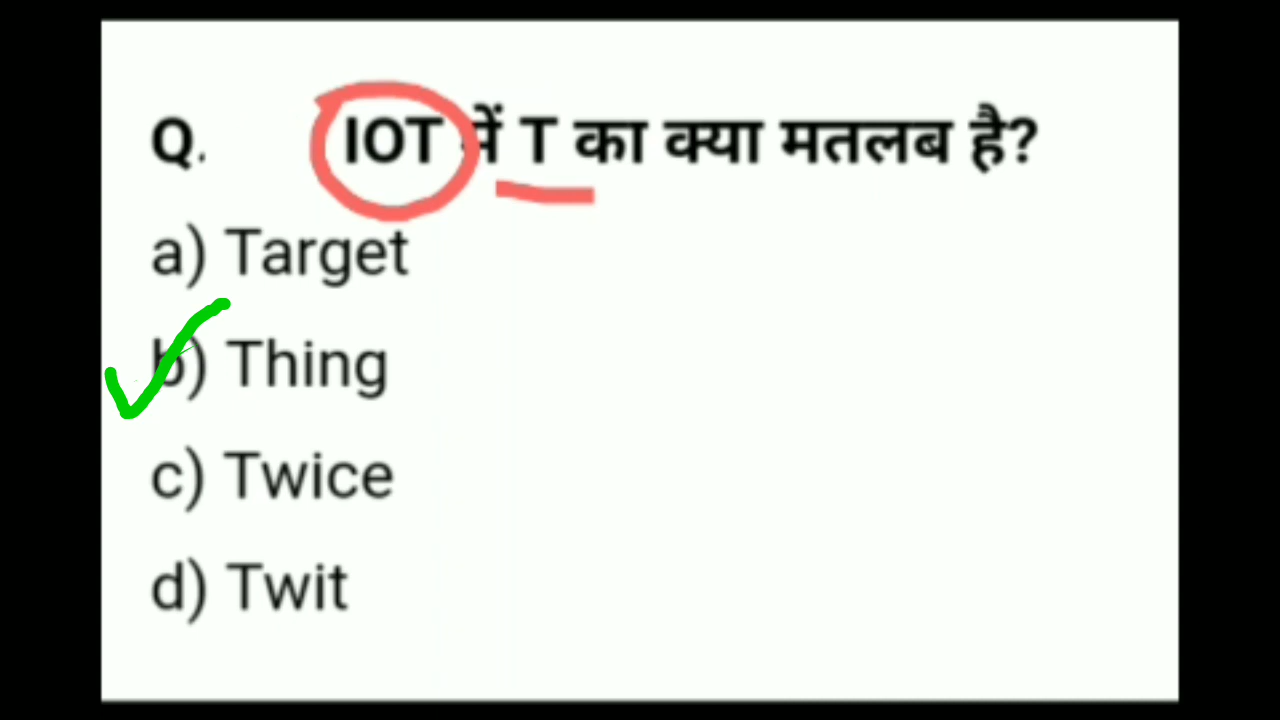 Q. IOT में T का क्या मतलब है?
a) Target
b) Thing
c) Twice
d) Twit